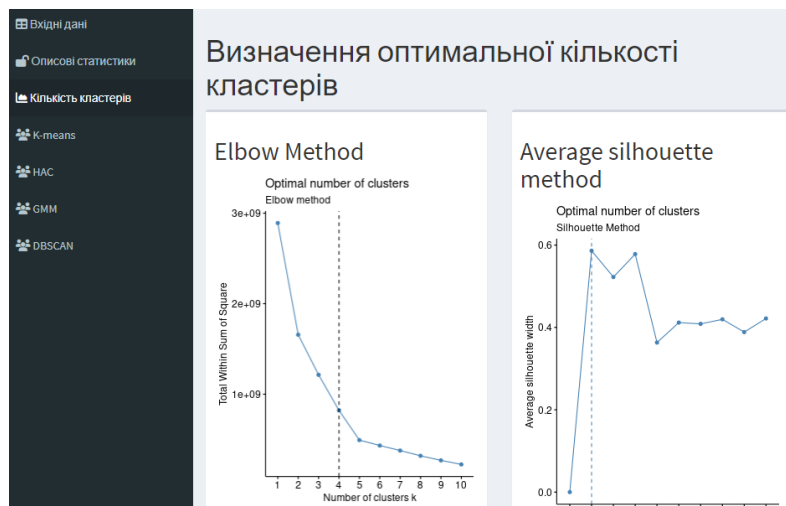 Вхідні дані
Описові статистики
Кількість кластерів
K-means
HAC
GMM
DBSCAN
Визначення оптимальної кількості
кластерів
Elbow Method
Optimal number of clusters
Elbow method
3e+09
2e+09
1e+09
Total Within Sum of Square
1 2 3 4 5 6 7 8 9 10
Number of clusters k
Average silhouette
method
Optimal number of clusters
Silhouette Method
0.6
0.4
0.2
0.0
Average silhouette width